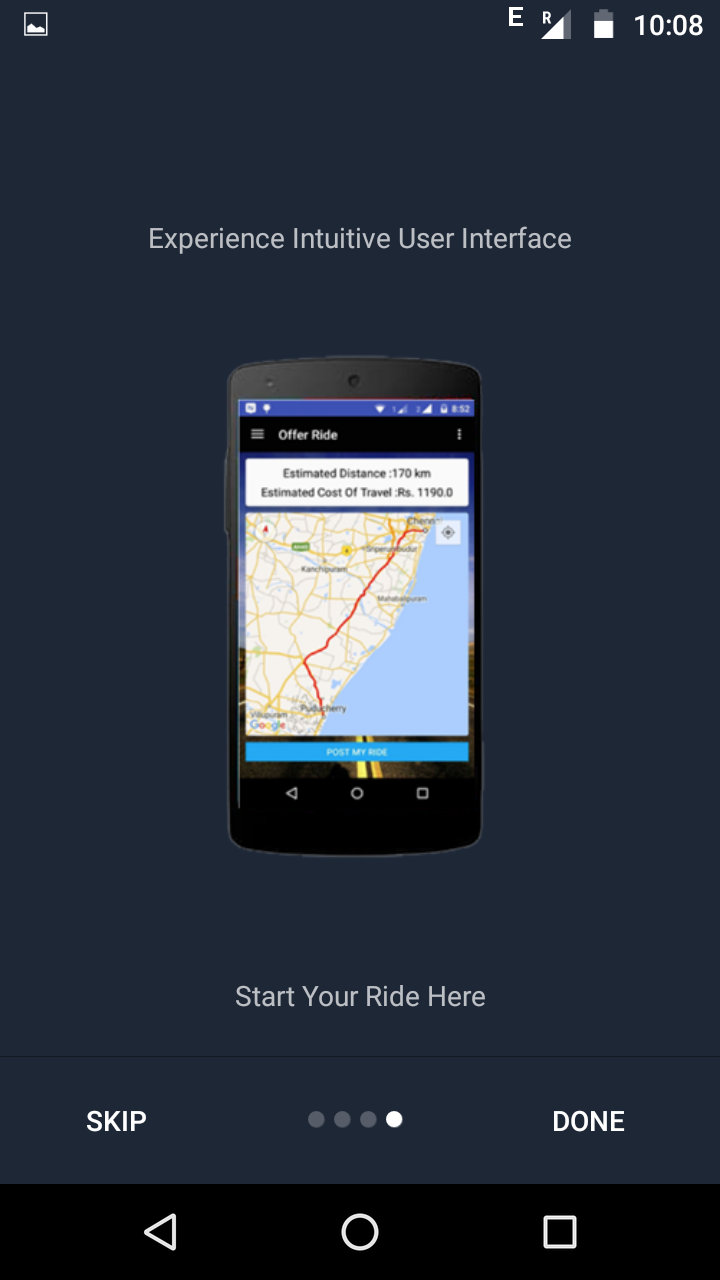 E R 10:08
Experience Intuitive User Interface
8:52
Offer Ride
Estimated Distance :170 km
Estimated Cost Of Travel :Rs. 1190.0
Sriperumbudur
Kanchipuram
Mahabalipuram
Puducherry
Villupuram
Google
POST MY RIDE
Start Your Ride Here
SKIP DONE